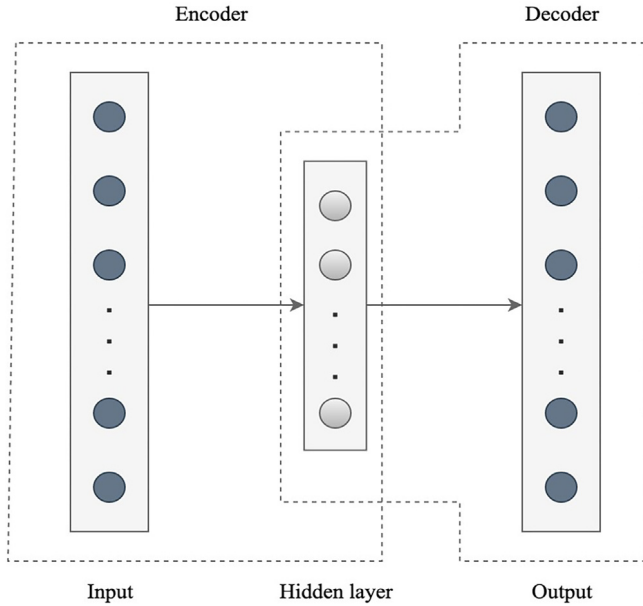 Encoder
Decoder
Input
Hidden layer
Output